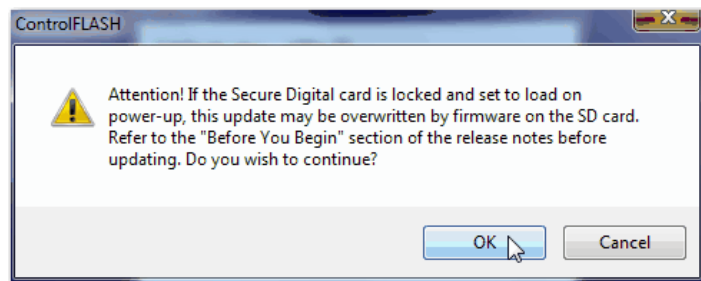 ControlFLASH
Attention! If the Secure Digital card is locked and set to load on
power-up, this update may be overwritten by firmware on the SD card.
Refer to the "Before You Begin" section of the release notes before
updating. Do you wish to continue?
OK
Cancel